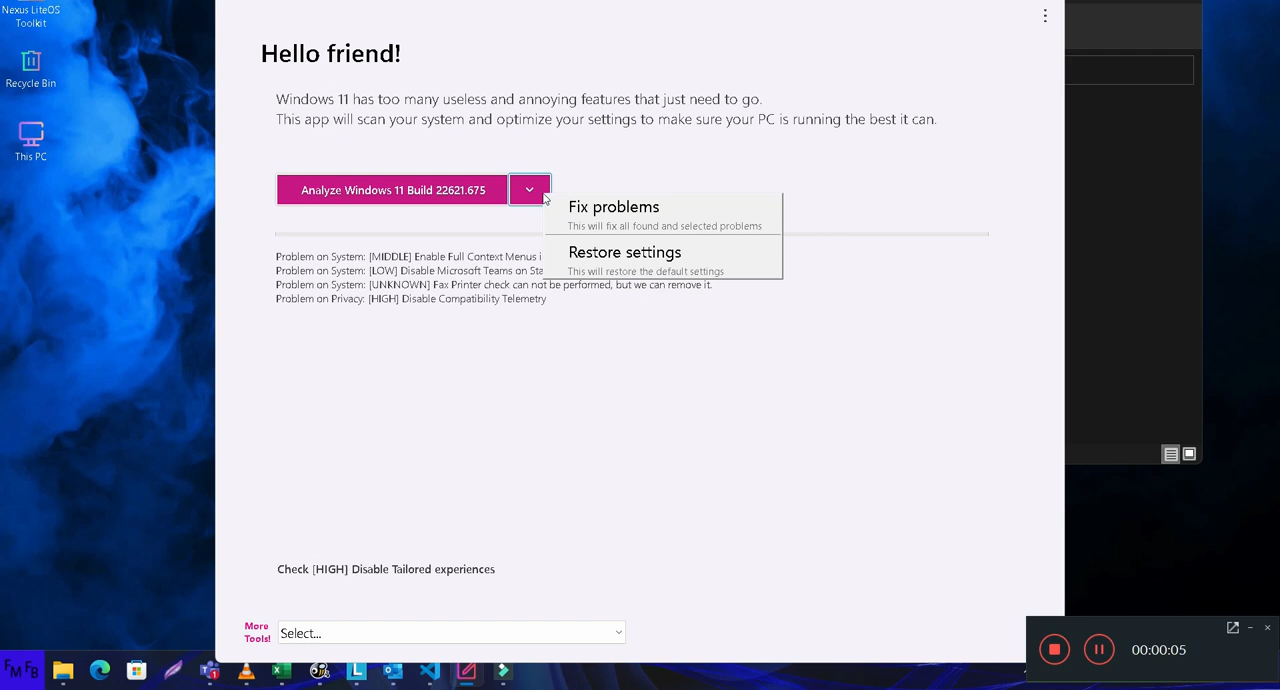 Nexus LiteOS
Toolkit
Recycle Bin
This PC
Hello friend!
Windows 11 has too many useless and annoying features that just need to go.
This app will scan your system and optimize your settings to make sure your PC is running the best it can.
Analyze Windows 11 Build 22621.675
Fix problems
This will fix all found and selected problems
Restore settings
This will restore the default settings
Problem on System: [MIDDLE] Enable Full Context Menus i
Problem on System: [LOW] Disable Microsoft Teams on Sta
Problem on System: [UNKNOWN] Fax Printer check can not be performed, but we can remove it.
Problem on Privacy: [HIGH] Disable Compatibility Telemetry
Check [HIGH] Disable Tailored experiences
More
Tools!
Select...
00:00:05
FMFB